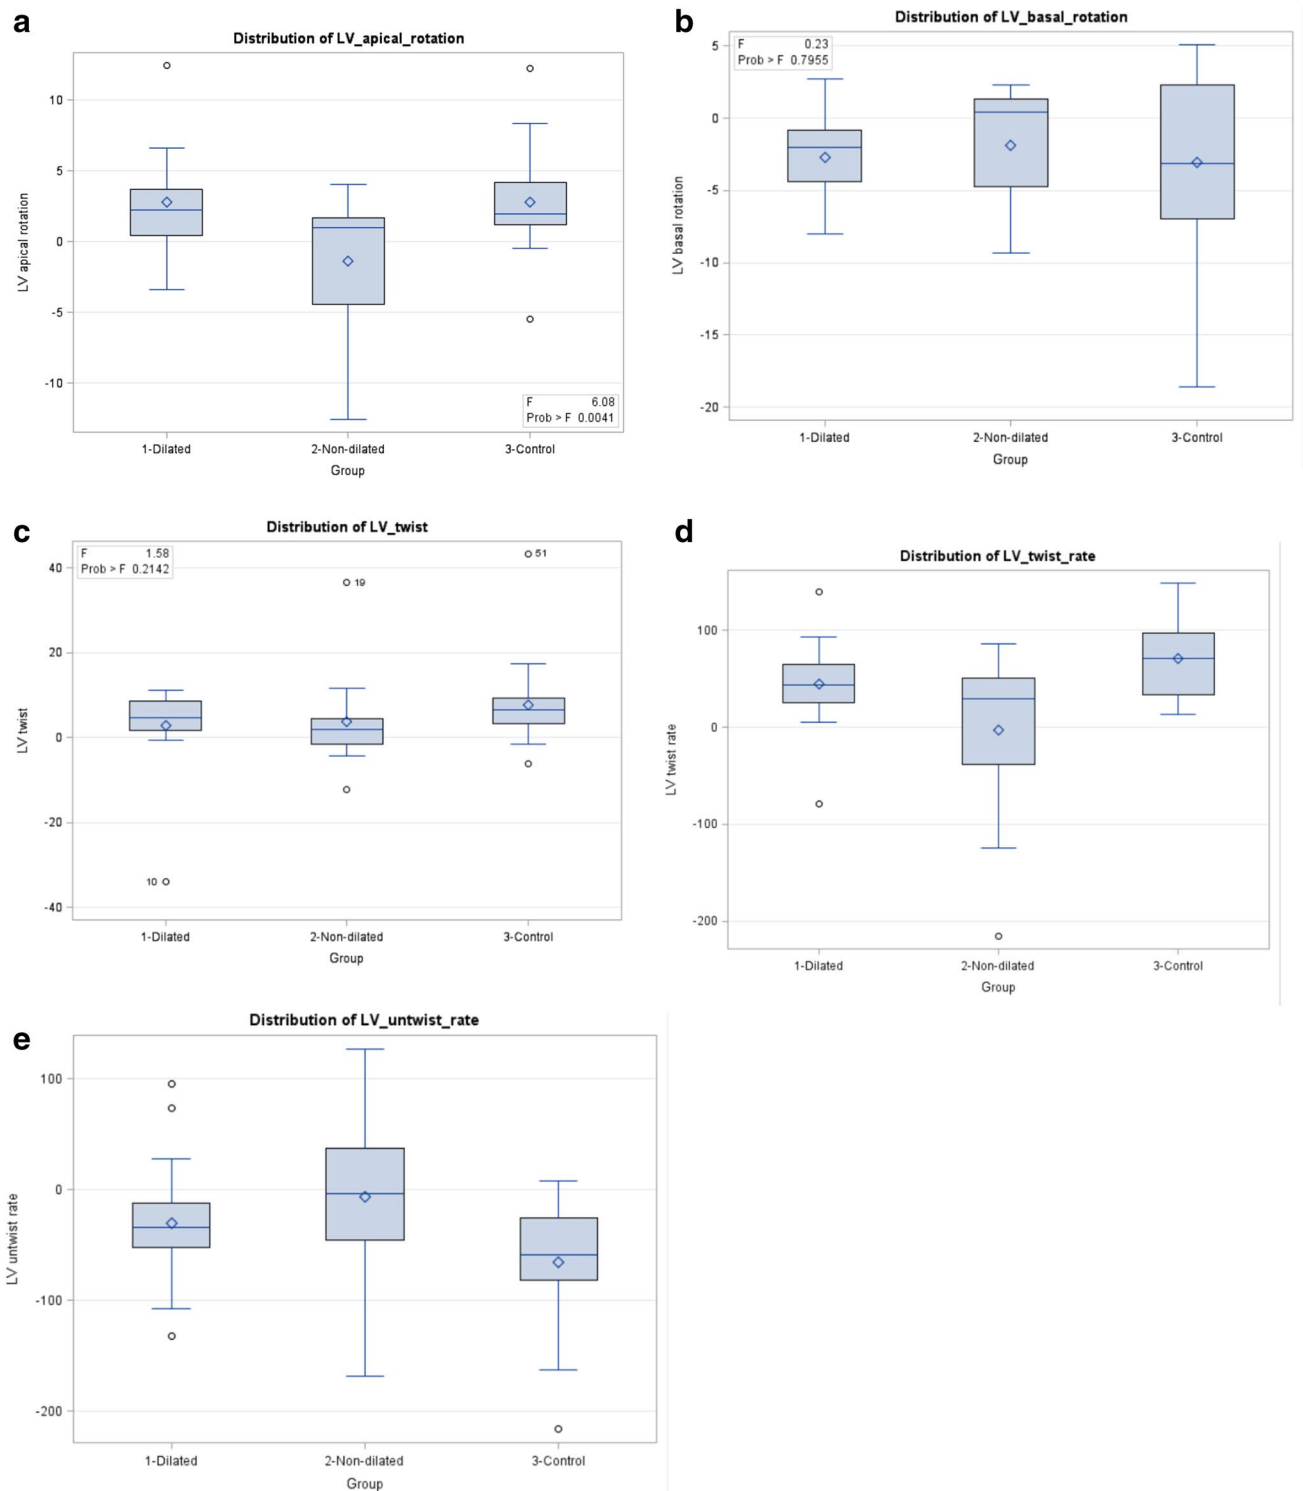 a
Distribution of LV_apical_rotation
LV apical rotation
10
5
0
-5
-10
F 6.08
Prob > F 0.0041
1-Dilated 2-Non-dilated 3-Control
Group
b
Distribution of LV_basal_rotation
F 0.23
Prob > F 0.7955
LV basal rotation
5
0
-5
-10
-15
-20
1-Dilated 2-Non-dilated 3-Control
Group
c
Distribution of LV_twist
F 1.58
Prob > F 0.2142
LV twist
40
20
0
-20
-40
10
19
51
1-Dilated 2-Non-dilated 3-Control
Group
d
Distribution of LV_twist_rate
LV twist rate
100
0
-100
-200
1-Dilated 2-Non-dilated 3-Control
Group
e
Distribution of LV_untwist_rate
LV untwist rate
100
0
-100
-200
1-Dilated 2-Non-dilated 3-Control
Group